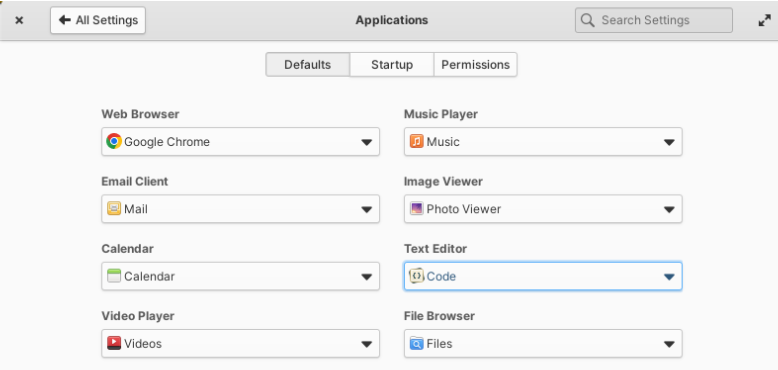 All Settings
Applications
Search Settings
Defaults
Startup
Permissions
Web Browser
Google Chrome
Music Player
Music
Email Client
Mail
Image Viewer
Photo Viewer
Calendar
Calendar
Text Editor
Code
Video Player
Videos
File Browser
Files